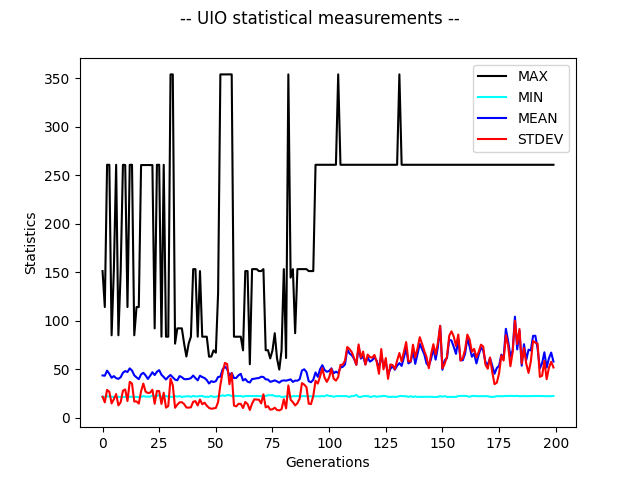 -- UIO statistical measurements --
MAX
MIN
MEAN
STDEV
350
300
250
200
150
100
50
0
Statistics
0 25 50 75 100 125 150 175 200
Generations